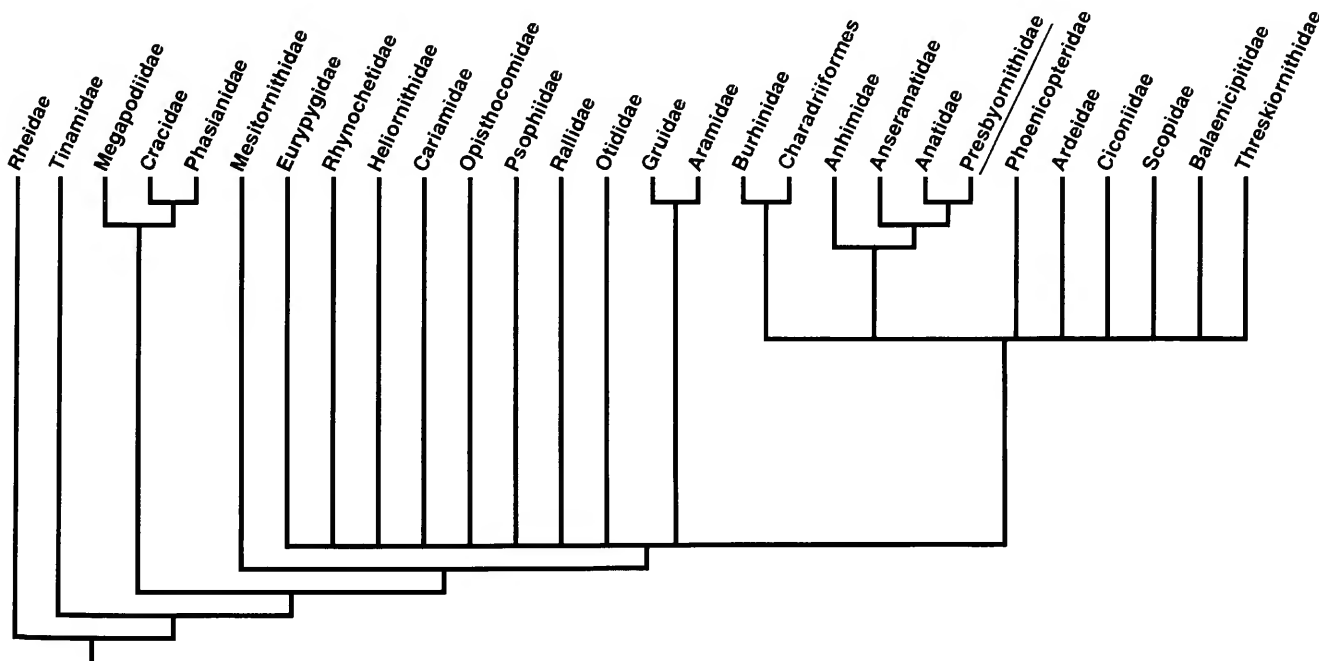 Rheidae
Tinamidae
Megapodiidae
Cracidae
Phasianidae
Mesitornithidae
Eurypygidae
Rhynochetidae
Heliornithidae
Cariamidae
Opisthocomidae
Psophiidae
Rallidae
Otididae
Gruidae
Aramidae
Burhinidae
Charadriiformes
Anhimidae
Anseranatidae
Anatidae
Presbyornithidae
Phoenicopteridae
Ardeidae
Ciconiidae
Scopidae
Balaenicipitidae
Threskiornithidae